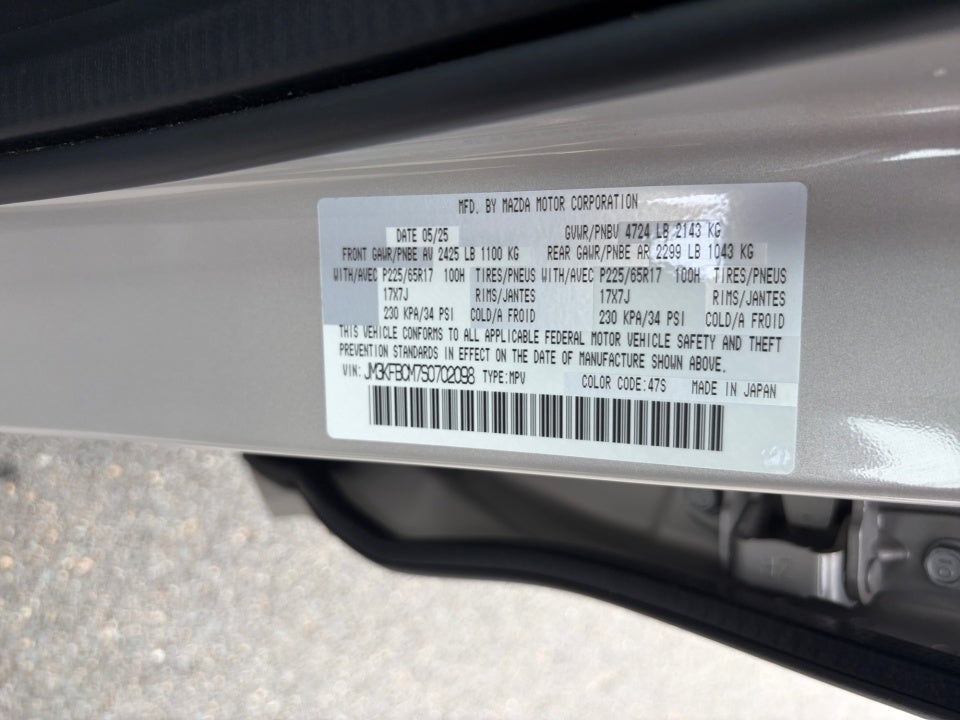 MFD. BY MAZDA MOTOR CORPORATION
DATE 05/25 GVWR/PNBV 4724 LB 2143 KG
FRONT GAWR/PNBE AV 2425 LB 1100 KG REAR GAWR/PNBE AR 2299 LB 1043 KG
WITH/AVEC P225/65R17 100H TIRES/PNEUS WITH/AVEC P225/65R17 100H TIRES/PNEUS
17X7J RIMS/JANTES 17X7J RIMS/JANTES
230 KPA/34 PSI COLD/A FROID 230 KPA/34 PSI COLD/A FROID
THIS VEHICLE CONFORMS TO ALL APPLICABLE FEDERAL MOTOR VEHICLE SAFETY AND THEFT
PREVENTION STANDARDS IN EFFECT ON THE DATE OF MANUFACTURE SHOWN ABOVE.
VIN: JM3KFBCM7S0702098 TYPE:MPV COLOR CODE:47S MADE IN JAPAN